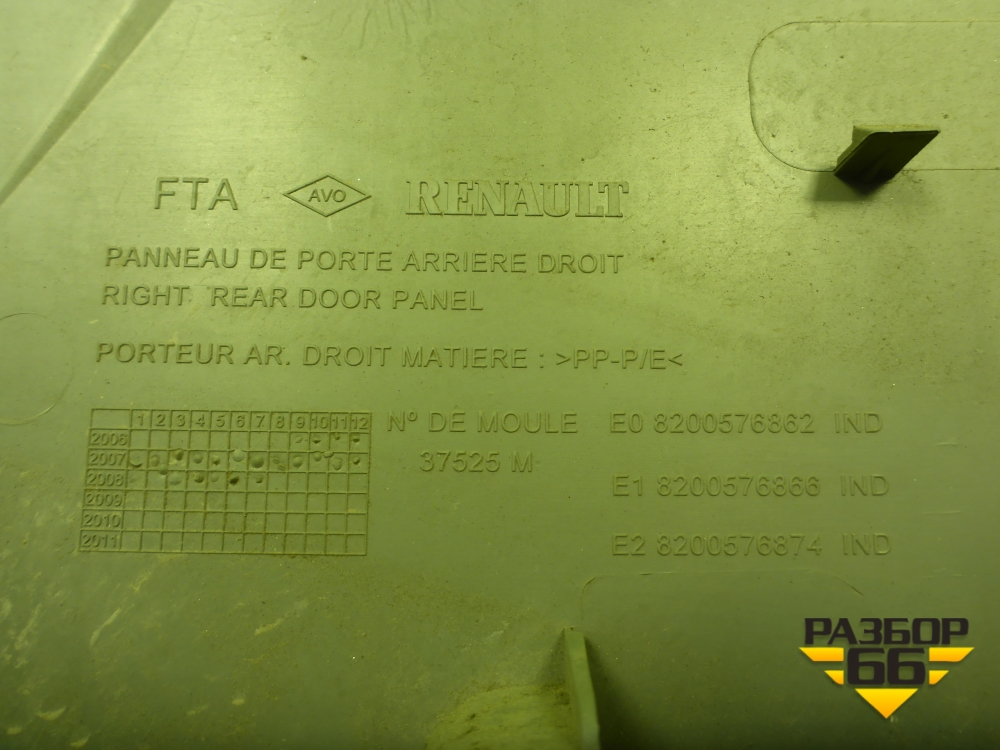 FTA AVO RENAULT
PANNEAU DE PORTE ARRIERE DROIT
RIGHT REAR DOOR PANEL
PORTEUR AR. DROIT MATIERE : >PP-P/E<
1 2 3 4 5 6 7 8 9 10 11 12
2006
2007
2008
2009
2010
2011
Nº DE MOULE
37525 M
E0 8200576862 IND
E1 8200576866 IND
E2 8200576874 IND
РАЗБОР
66